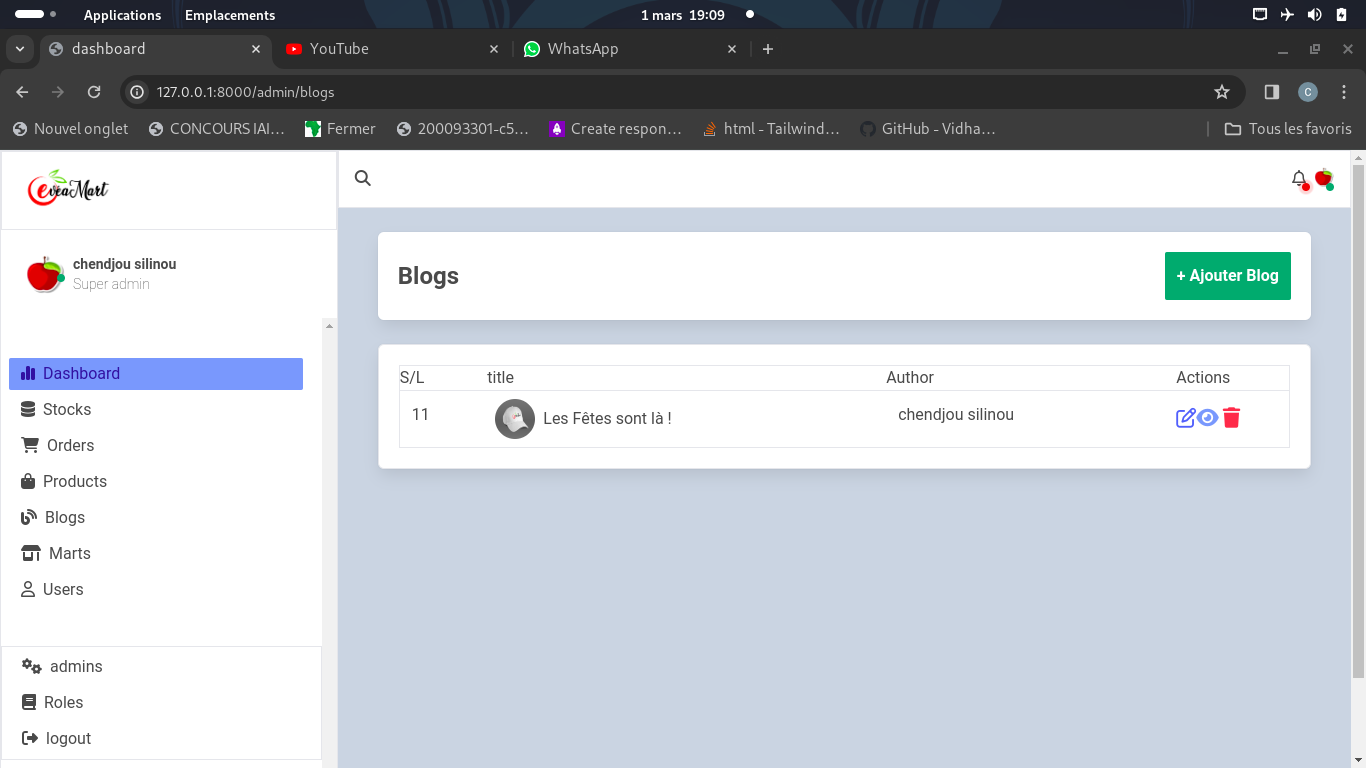 Applications Emplacements 1 mars 19:09
dashboard YouTube WhatsApp
127.0.0.1:8000/admin/blogs C
Nouvel onglet CONCOURS IAI… Fermer 200093301-c5… Create respon… html - Tailwind… GitHub - Vidha… Tous les favoris
eveaMart
chendjou silinou
Super admin
Dashboard
Stocks
Orders
Products
Blogs
Marts
Users
admins
Roles
logout
Blogs + Ajouter Blog
S/L title Author Actions
11 Les Fêtes sont là ! chendjou silinou